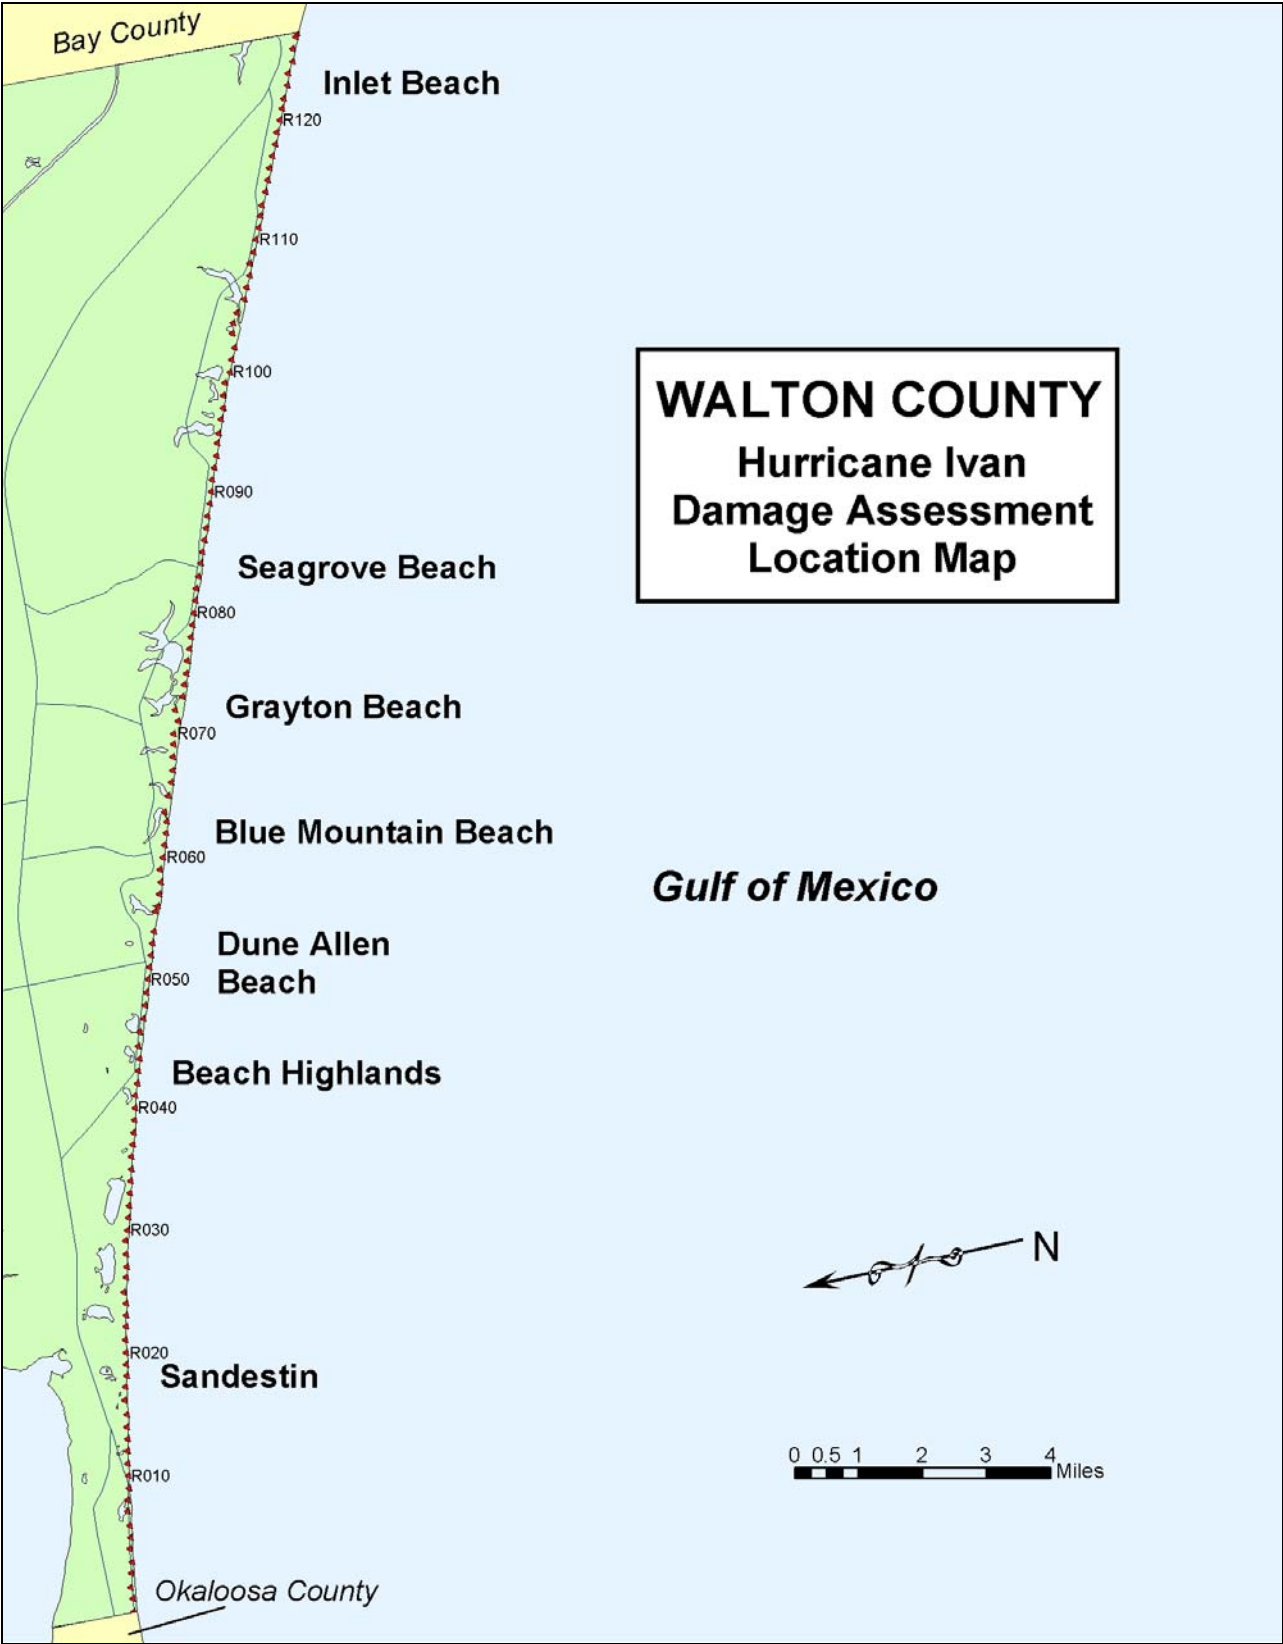 Bay County
Inlet Beach
R120
R110
R100
WALTON COUNTY
Hurricane Ivan
Damage Assessment
Location Map
R090
Seagrove Beach
R080
Grayton Beach
R070
Blue Mountain Beach
R060
Gulf of Mexico
Dune Allen
Beach
R050
Beach Highlands
R040
R030
N
R020
Sandestin
0 0.5 1 2 3 4
Miles
R010
Okaloosa County